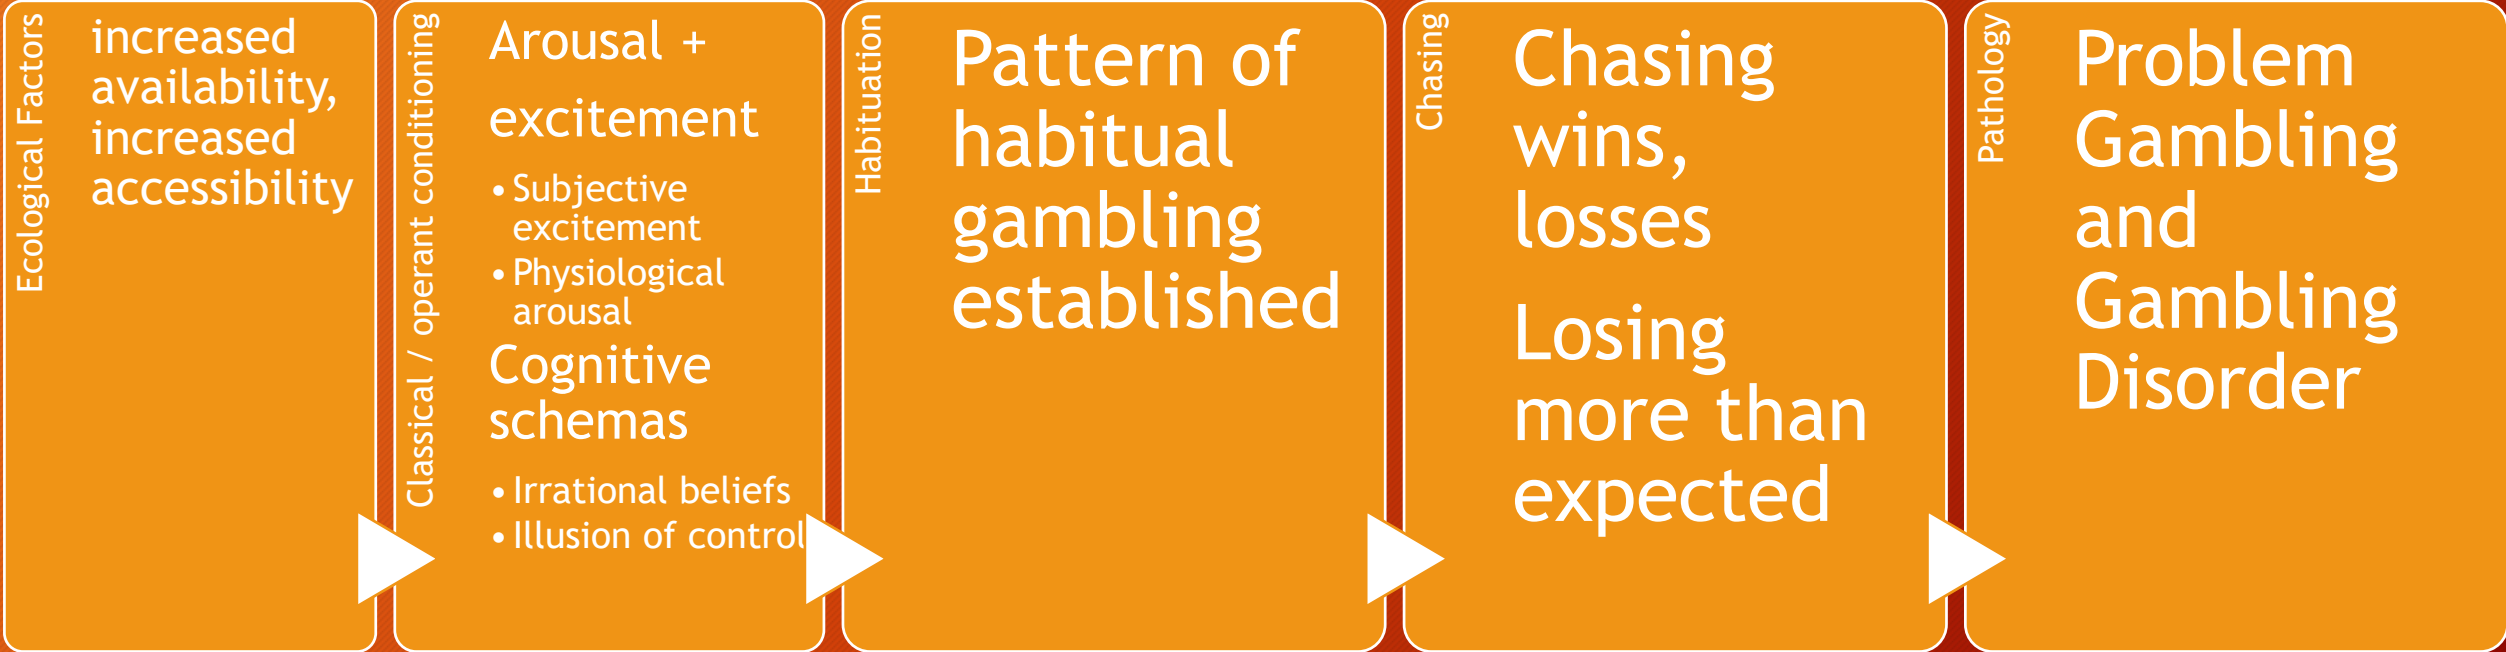 Ecological Factors
increased
availability,
increased
accessibility
Classical / operant conditioning
Arousal +
excitement
• Subjective
excitement
• Physiological
arousal
Cognitive
schemas
• Irrational beliefs
• Illusion of control
Habituation
Pattern of
habitual
gambling
established
Chasing
Chasing
wins,
losses
Losing
more than
expected
Pathology
Problem
Gambling
and
Gambling
Disorder